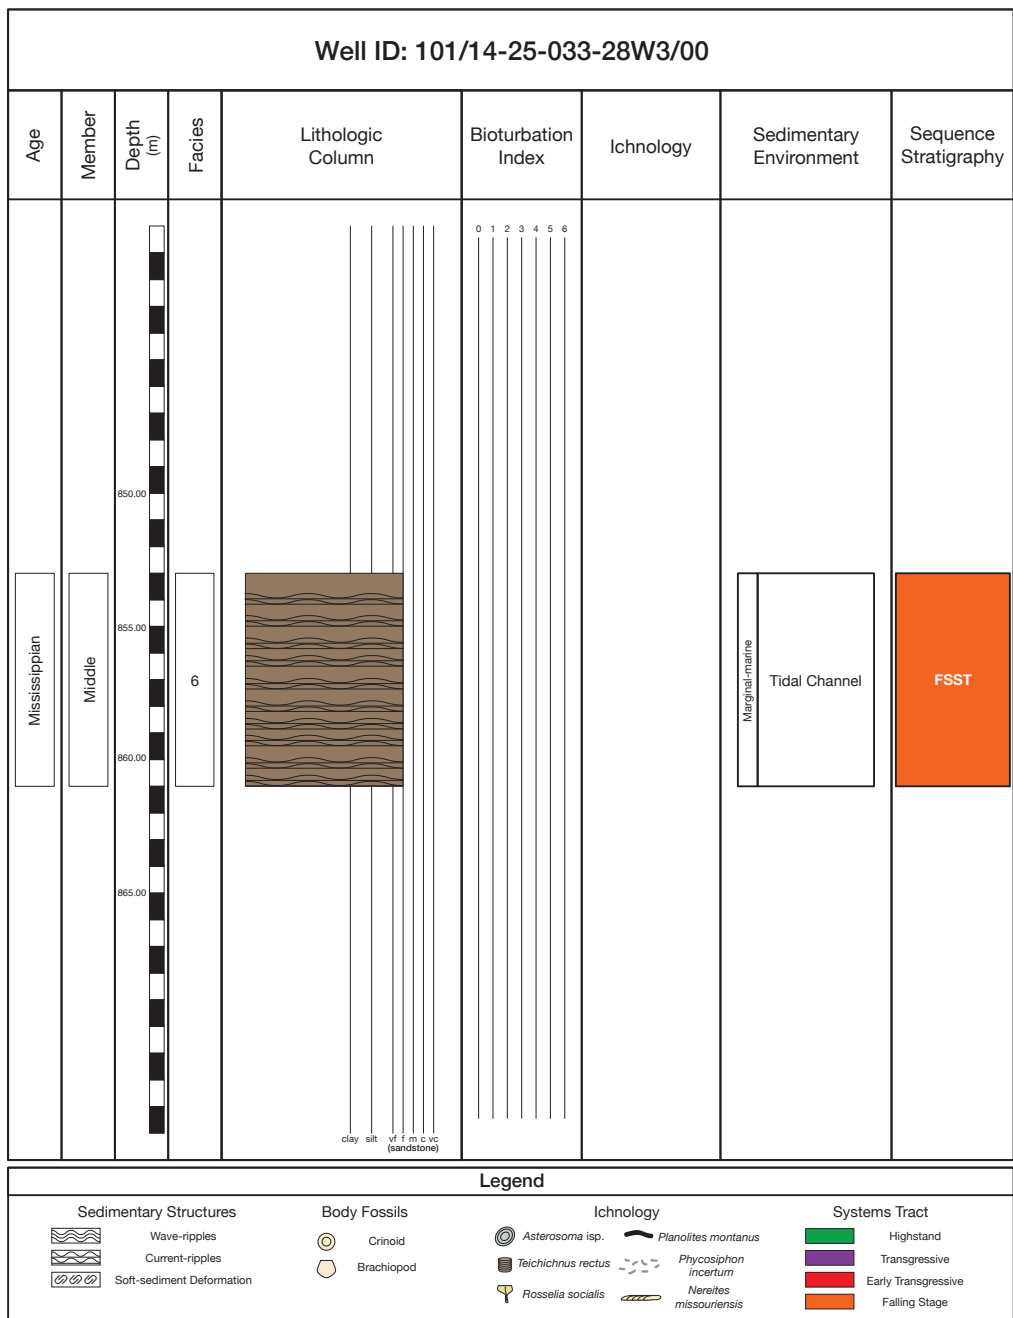 Well ID: 101/14-25-033-28W3/00
Age
Member
Depth
(m)
Facies
Lithologic
Column
Bioturbation
Index
Ichnology
Sedimentary
Environment
Sequence
Stratigraphy
0 1 2 3 4 5 6
850.00
855.00
860.00
865.00
Mississippian
Middle
6
Marginal-marine
Tidal Channel
FSST
clay silt vf f m c vc
(sandstone)
Legend
Sedimentary Structures
Wave-ripples
Current-ripples
Soft-sediment Deformation
Body Fossils
Crinoid
Brachiopod
Ichnology
Asterosoma isp.
Teichichnus rectus
Rosselia socialis
Planolites montanus
Phycosiphon
incertum
Nereites
missouriensis
Systems Tract
Highstand
Transgressive
Early Transgressive
Falling Stage